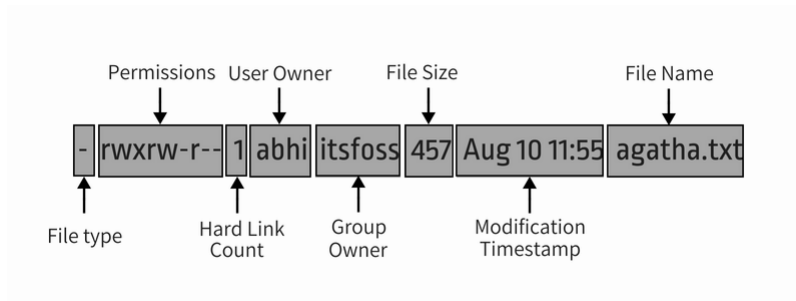 Permissions User Owner File Size File Name
- rwxrw-r-- 1 abhi itsfoss 457 Aug 10 11:55 agatha.txt
File type
Hard Link
Count
Group
Owner
Modification
Timestamp